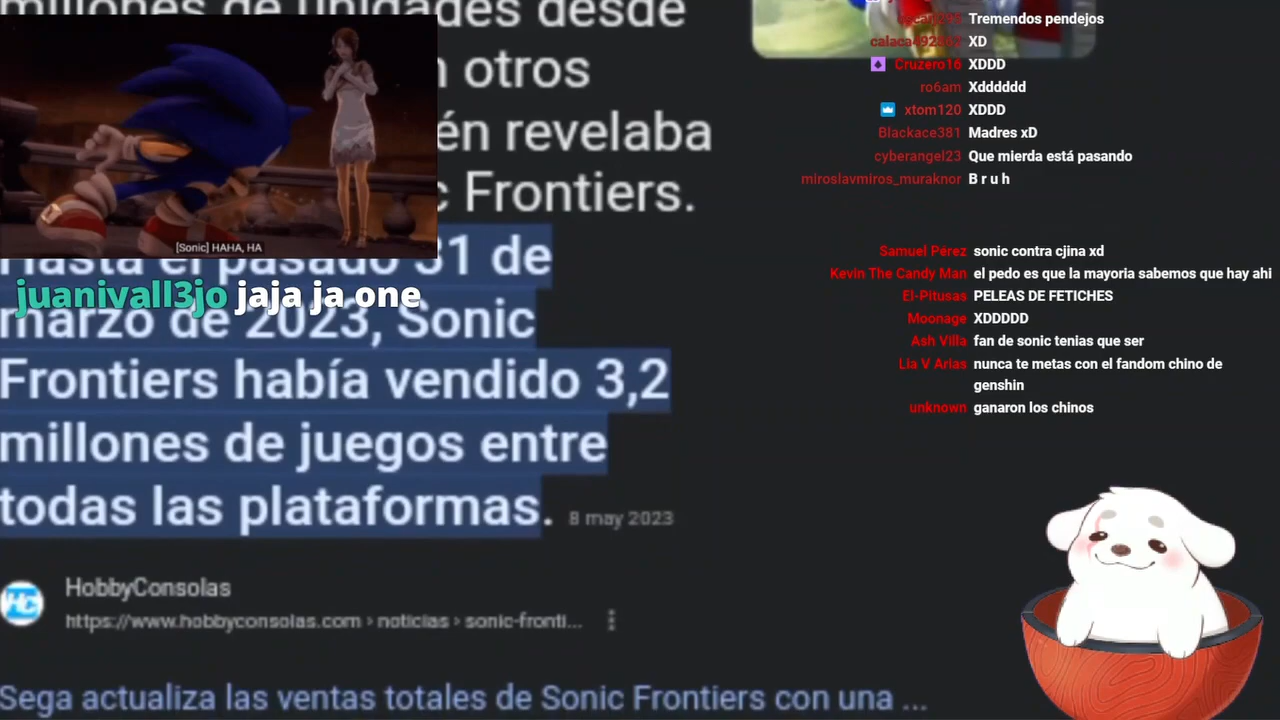 millones de unidades desde
otros
én revelaba
c Frontiers.
[Sonic] HAHA, HA
Hasta el pasado 31 de
juanivall3jo jaja ja one
marzo de 2023, Sonic
Frontiers había vendido 3,2
millones de juegos entre
todas las plataformas. 8 may 2023
HobbyConsolas
https://www.hobbyconsolas.com › noticias › sonic-fronti...
Sega actualiza las ventas totales de Sonic Frontiers con una ...
Tremendos pendejos
XD
Cruzero16 XDDD
ro6am Xdddddd
xtom120 XDDD
Blackace381 Madres xD
cyberangel23 Que mierda está pasando
miroslavmiros_muraknor B r u h
Samuel Pérez sonic contra cjina xd
Kevin The Candy Man el pedo es que la mayoria sabemos que hay ahi
El-Pitusas PELEAS DE FETICHES
Moonage XDDDDD
Ash Villa fan de sonic tenias que ser
Lia V Arias nunca te metas con el fandom chino de
genshin
unknown ganaron los chinos